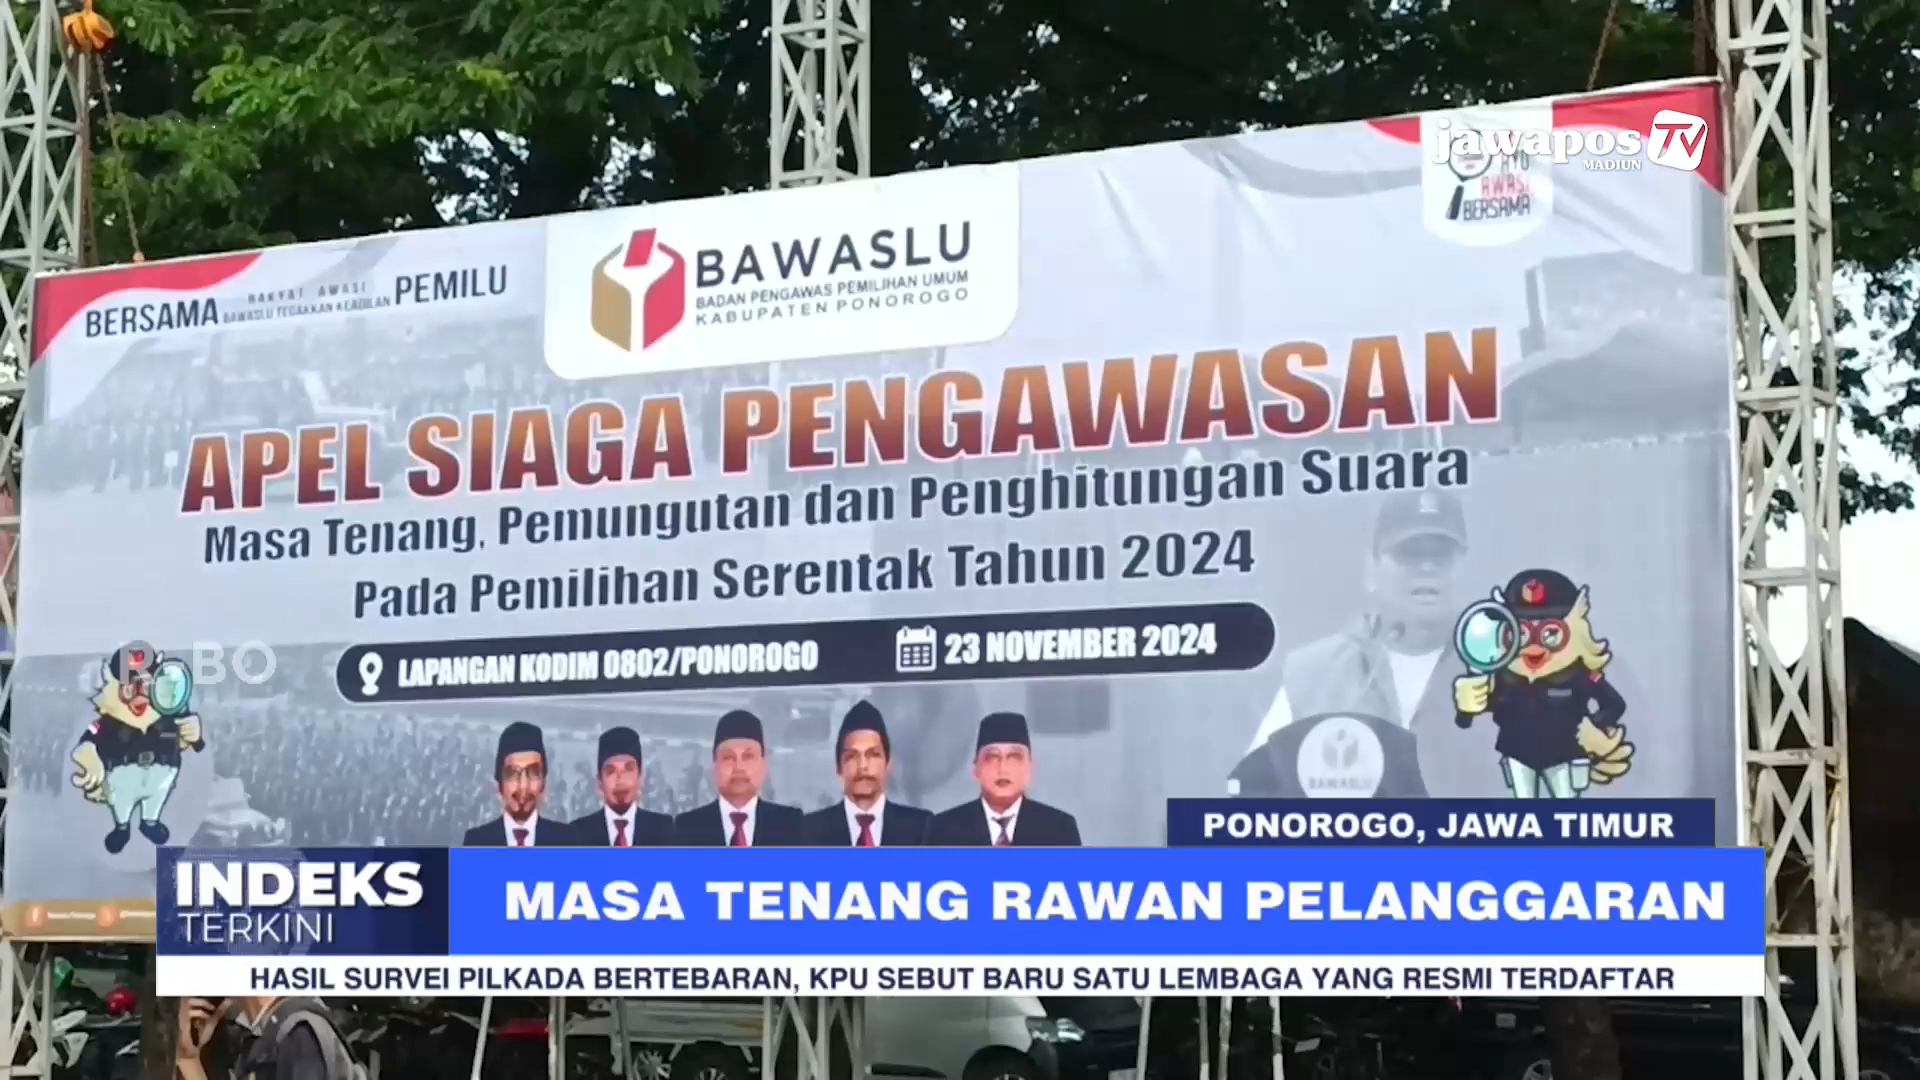 jawapos TV
MADIUN
AYO
AWASI
BERSAMA
BERSAMA RAKYAT AWASI PEMILU
BAWASLU TEGAKKAN KEADILAN
BAWASLU
BADAN PENGAWAS PEMILIHAN UMUM
KABUPATEN PONOROGO
APEL SIAGA PENGAWASAN
Masa Tenang, Pemungutan dan Penghitungan Suara
Pada Pemilihan Serentak Tahun 2024
LAPANGAN KODIM 0802/PONOROGO
23 NOVEMBER 2024
BAWASLU
PONOROGO, JAWA TIMUR
INDEKS
TERKINI
MASA TENANG RAWAN PELANGGARAN
HASIL SURVEI PILKADA BERTEBARAN, KPU SEBUT BARU SATU LEMBAGA YANG RESMI TERDAFTAR